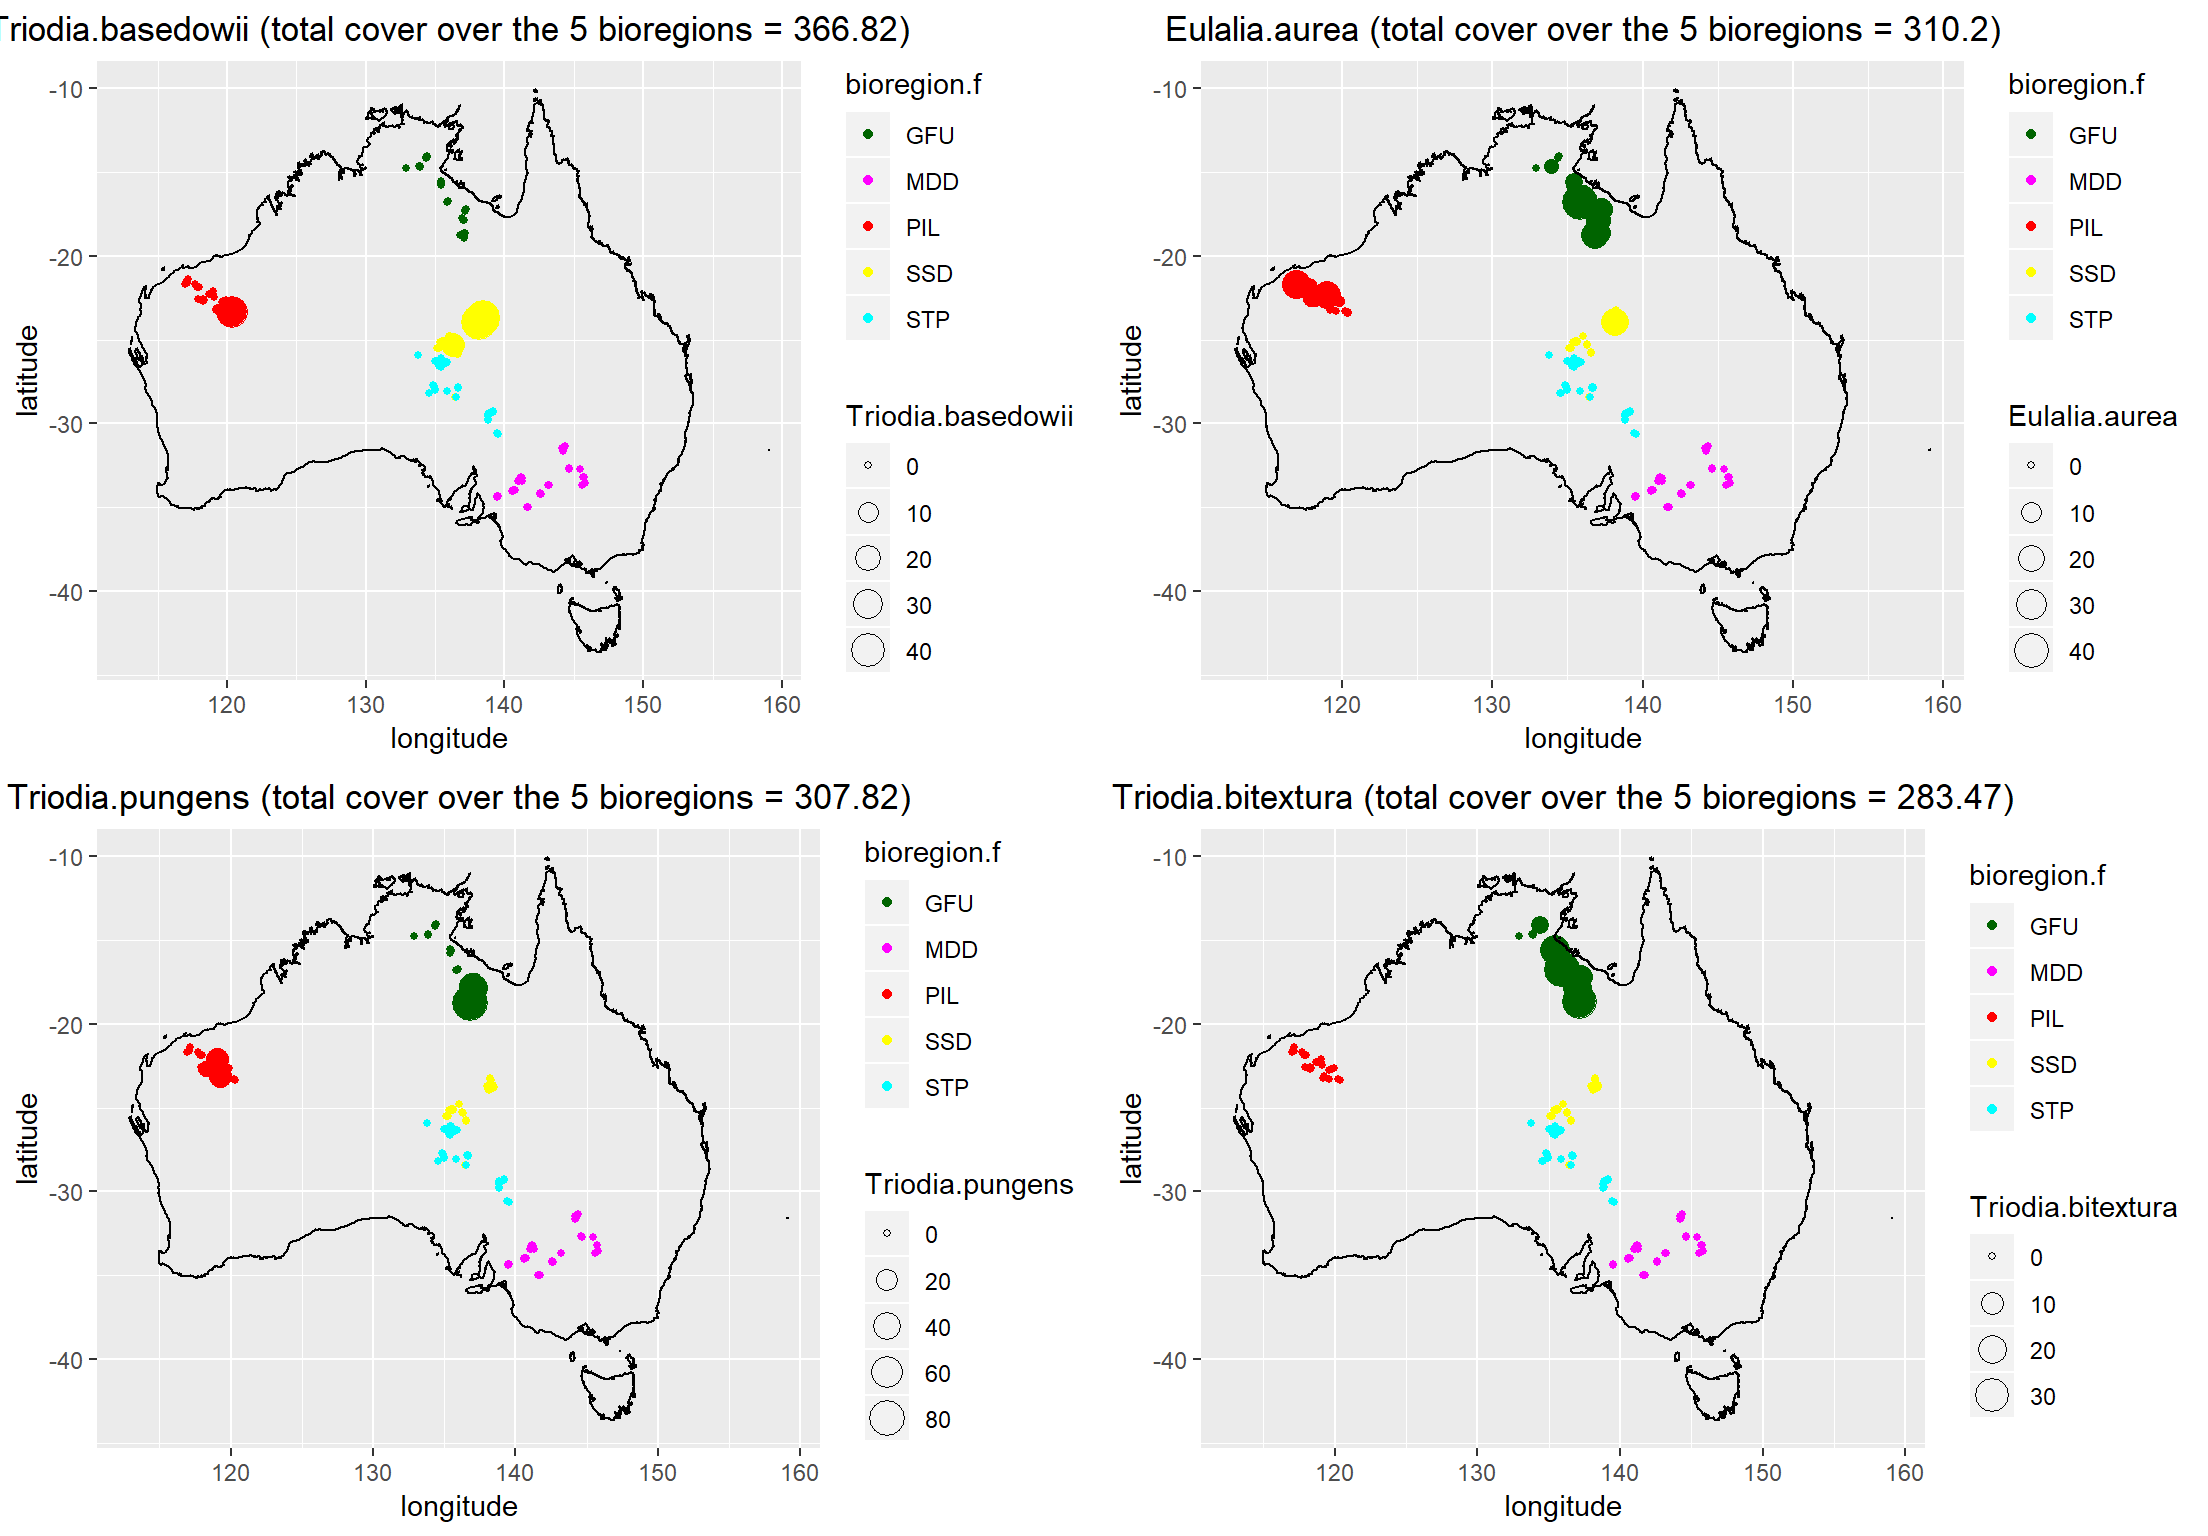 Triodia.basedowii (total cover over the 5 bioregions = 366.82)
-10
-20
-30
-40
latitude
120
130
140
150
160
longitude
bioregion.f
GFU
MDD
PIL
SSD
STP
Triodia.basedowii
0
10
20
30
40
Eulalia.aurea (total cover over the 5 bioregions = 310.2)
-10
-20
-30
-40
latitude
120
130
140
150
160
longitude
bioregion.f
GFU
MDD
PIL
SSD
STP
Eulalia.aurea
0
10
20
30
40
Triodia.pungens (total cover over the 5 bioregions = 307.82)
-10
-20
-30
-40
latitude
120
130
140
150
160
longitude
bioregion.f
GFU
MDD
PIL
SSD
STP
Triodia.pungens
0
20
40
60
80
Triodia.bitextura (total cover over the 5 bioregions = 283.47)
-10
-20
-30
-40
latitude
120
130
140
150
160
longitude
bioregion.f
GFU
MDD
PIL
SSD
STP
Triodia.bitextura
0
10
20
30